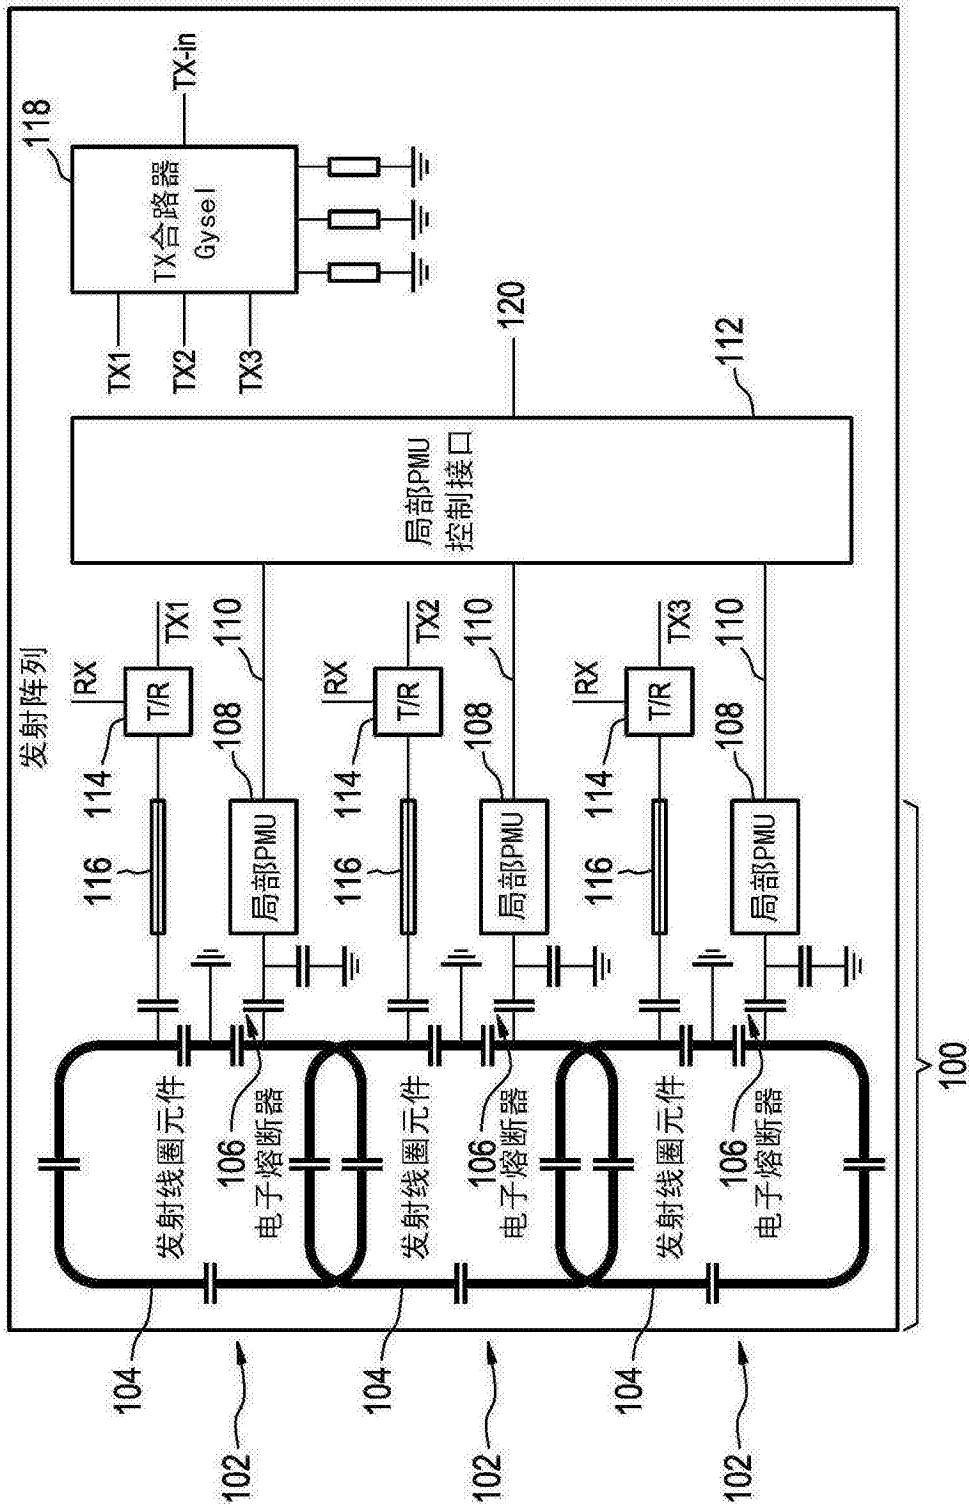 发射阵列
118
104
发射线圈元件
116
114
RX
T/R
TX1
TX1
TX2
TX3
TX合路器
Gysel
TX-in
102
106
电子熔断器
局部PMU
108
110
104
发射线圈元件
116
114
RX
T/R
TX2
局部PMU
控制接口
120
102
106
电子熔断器
局部PMU
108
110
104
发射线圈元件
116
114
RX
T/R
TX3
112
102
106
电子熔断器
局部PMU
108
110
100